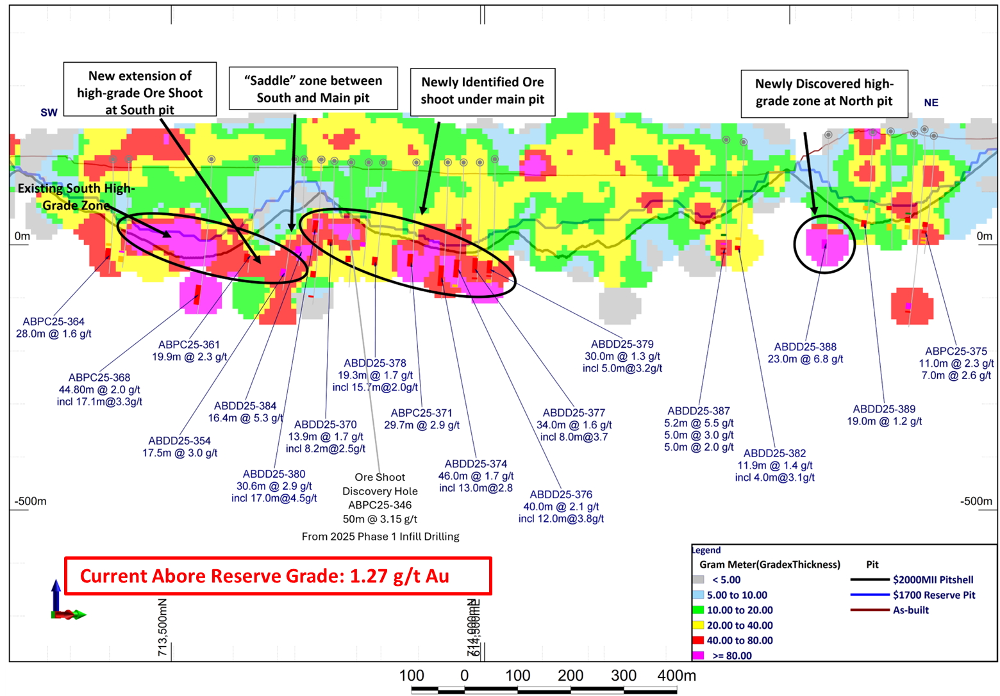 New extension of
high-grade Ore Shoot
at South pit
“Saddle” zone between
South and Main pit
Newly Identified Ore
shoot under main pit
Newly Discovered high-
grade zone at North pit
SW
NE
Existing South High-
Grade Zone
0m
0m
ABPC25-364
28.0m @ 1.6 g/t
ABPC25-361
19.9m @ 2.3 g/t
ABPC25-368
44.80m @ 2.0 g/t
incl 17.1m@3.3g/t
ABDD25-384
16.4m @ 5.3 g/t
ABDD25-354
17.5m @ 3.0 g/t
ABDD25-380
30.6m @ 2.9 g/t
incl 17.0m@4.5g/t
ABDD25-370
13.9m @ 1.7 g/t
incl 8.2m@2.5g/t
ABDD25-378
19.3m @ 1.7 g/t
incl 15.7m@2.0g/t
ABPC25-371
29.7m @ 2.9 g/t
ABDD25-374
46.0m @ 1.7 g/t
incl 13.0m@2.8
ABDD25-376
40.0m @ 2.1 g/t
incl 12.0m@3.8g/t
ABDD25-377
34.0m @ 1.6 g/t
incl 8.0m@3.7
ABDD25-379
30.0m @ 1.3 g/t
incl 5.0m@3.2g/t
ABDD25-387
5.2m @ 5.5 g/t
5.0m @ 3.0 g/t
5.0m @ 2.0 g/t
ABDD25-382
11.9m @ 1.4 g/t
incl 4.0m@3.1g/t
ABDD25-388
23.0m @ 6.8 g/t
ABDD25-389
19.0m @ 1.2 g/t
ABPC25-375
11.0m @ 2.3 g/t
7.0m @ 2.6 g/t
Ore Shoot
Discovery Hole
ABPC25-346
50m @ 3.15 g/t
From 2025 Phase 1 Infill Drilling
-500m
-500m
Current Abore Reserve Grade: 1.27 g/t Au
713,500mN
Legend
Gram Meter(GradexThickness)
< 5.00
5.00 to 10.00
10.00 to 20.00
20.00 to 40.00
40.00 to 80.00
>= 80.00
Pit
$2000MII Pitshell
$1700 Reserve Pit
As-built
100 0 100 200 300 400m